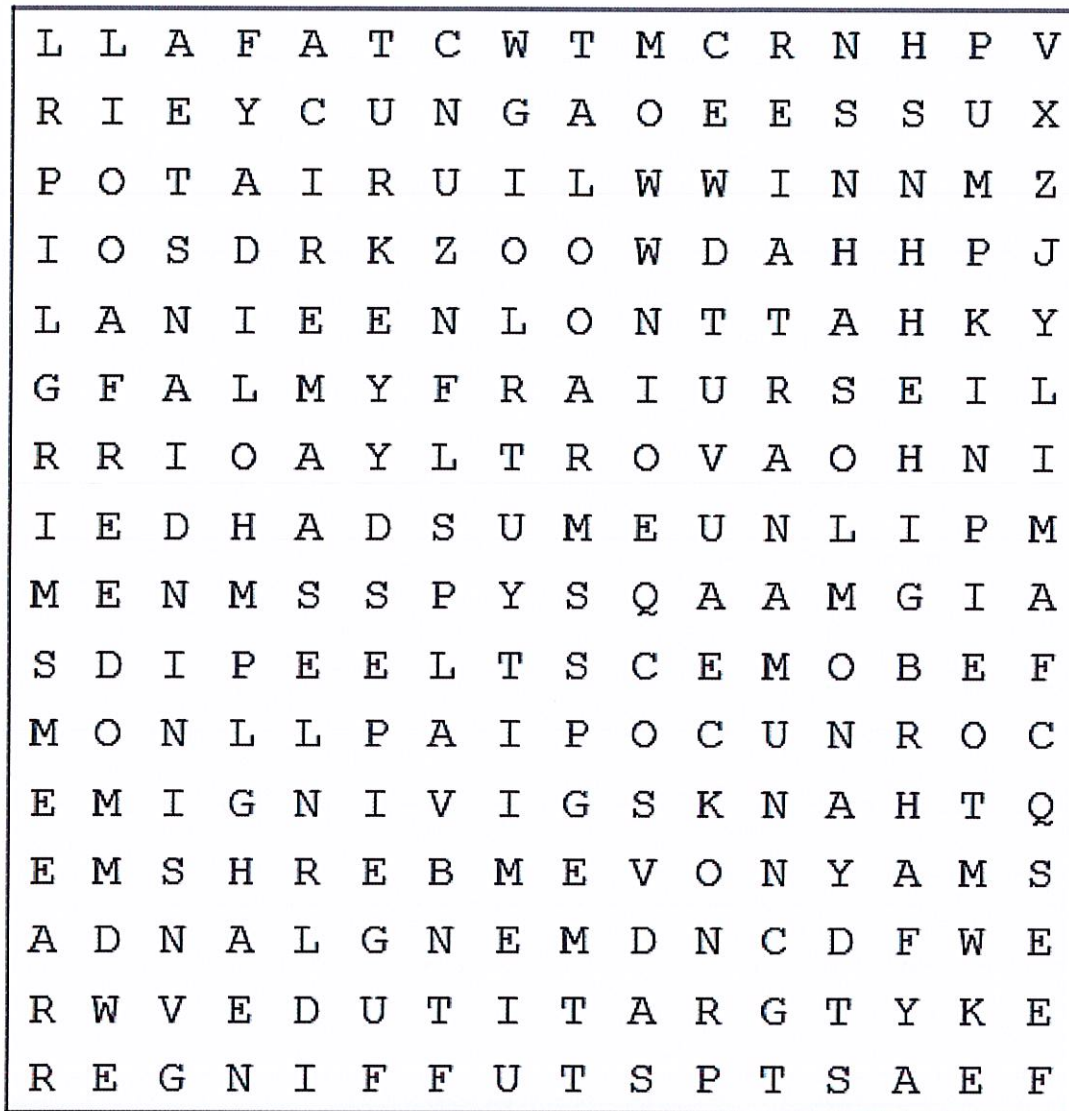 L L A F A T C W T M C R N H P V
R I E Y C U N G A O E E S S U X
P O T A I R U I L W W I N N M Z
I O S D R K Z O O W D A H H P J
L A N I E E N L O N T T A H K Y
G F A L M Y F R A I U R S E I L
R R I O A Y L T R O V A O H N I
I E D H A D S U M E U N L I P M
M E N M S S P Y S Q A A M G I A
S D I P E E L T S C E M O B E F
M O N L L P A I P O C U N R O C
E M I G N I V I G S K N A H T Q
E M S H R E B M E V O N Y A M S
A D N A L G N E M D N C D F W E
R W V E D U T I T A R G T Y K E
R E G N I F F U T S P T S A E F